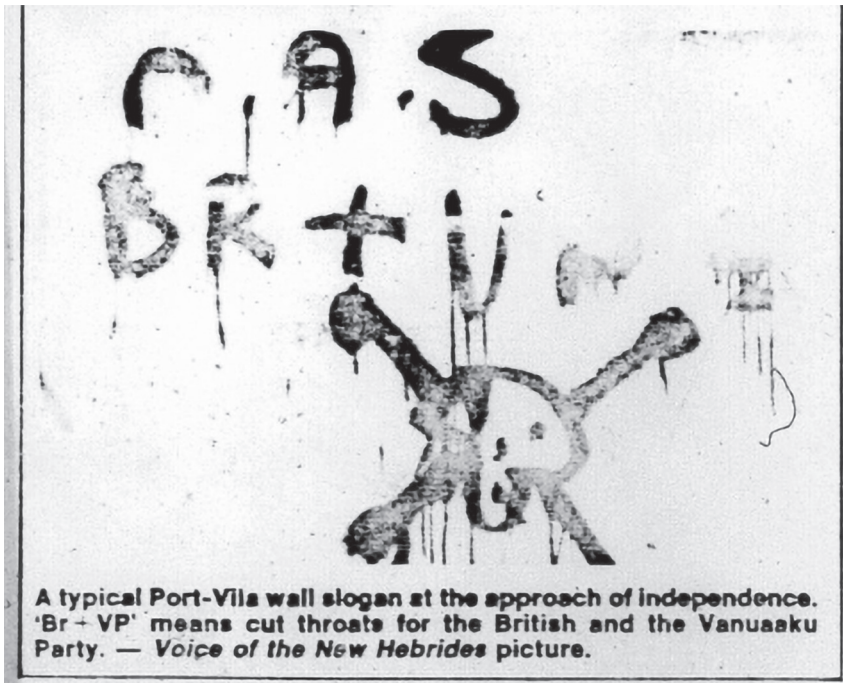 r.A.S
BR + V
A typical Port-Vila wall slogan at the approach of independence.
'Br + VP' means cut throats for the British and the Vanuaaku
Party. — Voice of the New Hebrides picture.